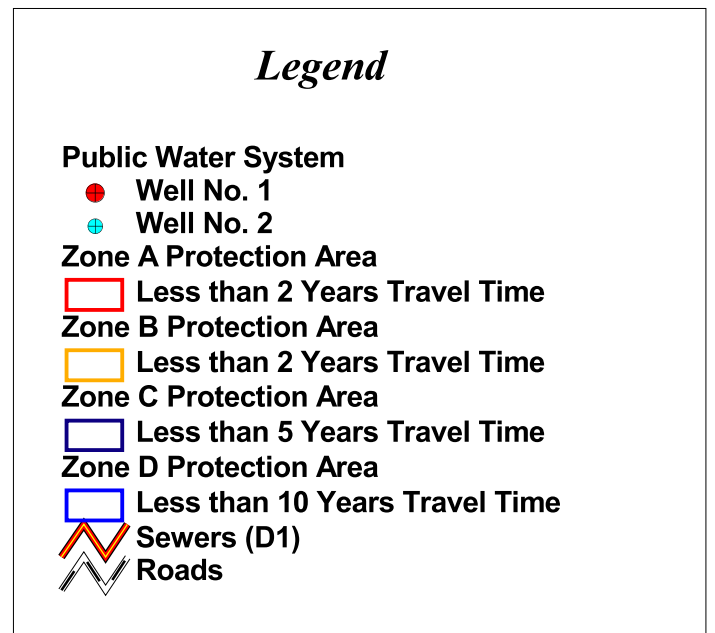 Legend
Public Water System
Well No. 1
Well No. 2
Zone A Protection Area
Less than 2 Years Travel Time
Zone B Protection Area
Less than 2 Years Travel Time
Zone C Protection Area
Less than 5 Years Travel Time
Zone D Protection Area
Less than 10 Years Travel Time
Sewers (D1)
Roads